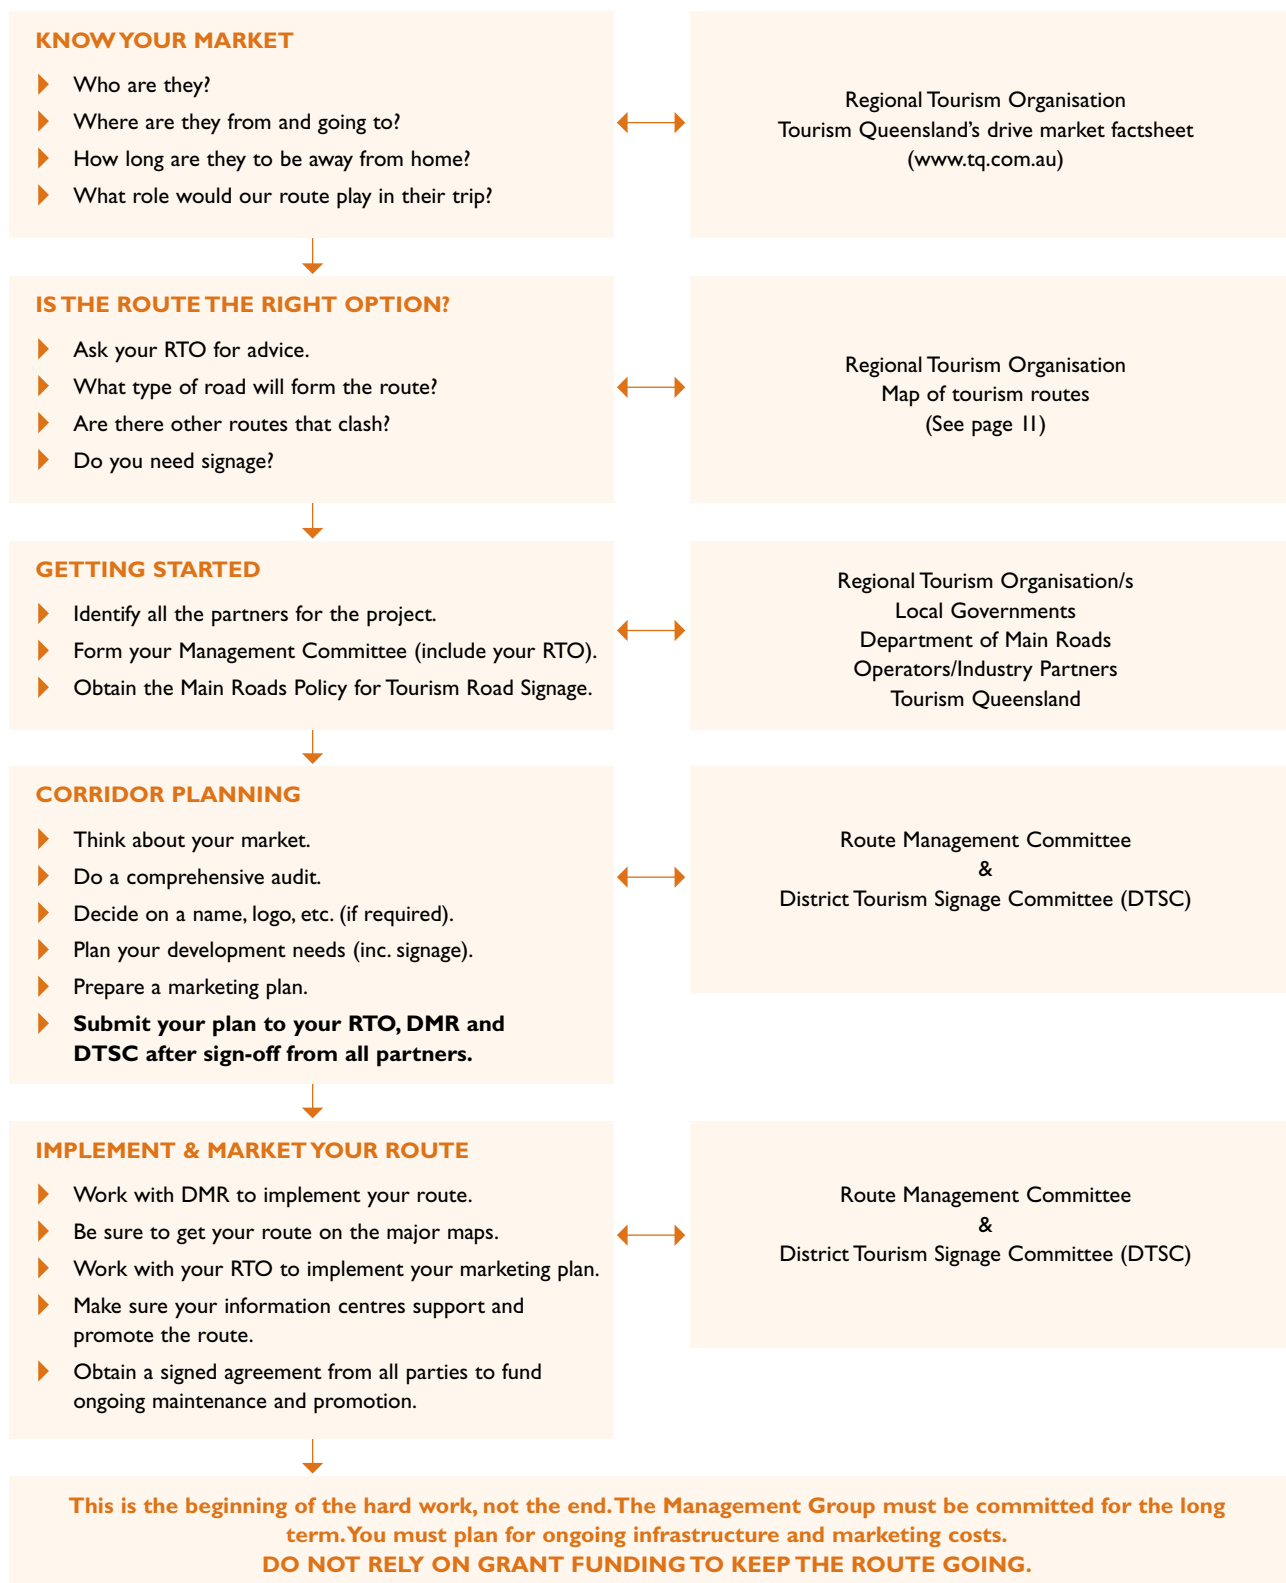 KNOW YOUR MARKET
Who are they?
Where are they from and going to?
How long are they to be away from home?
What role would our route play in their trip?
Regional Tourism Organisation
Tourism Queensland's drive market factsheet
(www.tq.com.au)
IS THE ROUTE THE RIGHT OPTION?
Ask your RTO for advice.
What type of road will form the route?
Are there other routes that clash?
Do you need signage?
Regional Tourism Organisation
Map of tourism routes
(See page 11)
GETTING STARTED
Identify all the partners for the project.
Form your Management Committee (include your RTO).
Obtain the Main Roads Policy for Tourism Road Signage.
Regional Tourism Organisation/s
Local Governments
Department of Main Roads
Operators/Industry Partners
Tourism Queensland
CORRIDOR PLANNING
Think about your market.
Do a comprehensive audit.
Decide on a name, logo, etc. (if required).
Plan your development needs (inc. signage).
Prepare a marketing plan.
Submit your plan to your RTO, DMR and
DTSC after sign-off from all partners.
Route Management Committee
&
District Tourism Signage Committee (DTSC)
IMPLEMENT & MARKET YOUR ROUTE
Work with DMR to implement your route.
Be sure to get your route on the major maps.
Work with your RTO to implement your marketing plan.
Make sure your information centres support and
promote the route.
Obtain a signed agreement from all parties to fund
ongoing maintenance and promotion.
Route Management Committee
&
District Tourism Signage Committee (DTSC)
This is the beginning of the hard work, not the end. The Management Group must be committed for the long
term. You must plan for ongoing infrastructure and marketing costs.
DO NOT RELY ON GRANT FUNDING TO KEEP THE ROUTE GOING.